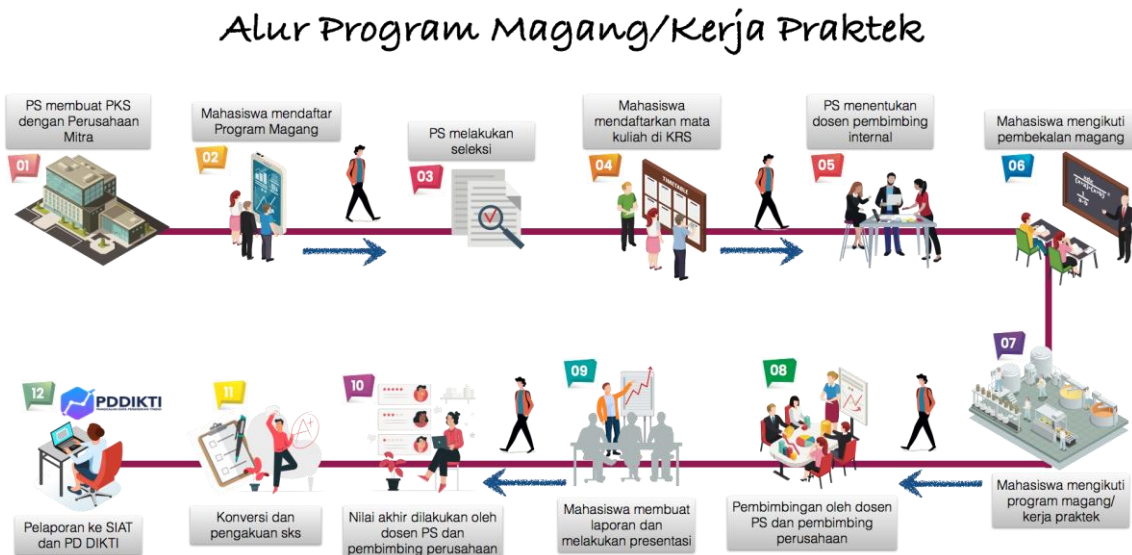 Alur Program Magang/Kerja Praktek
PS membuat PKS
dengan Perusahaan
Mitra
01
Mahasiswa mendaftar
Program Magang
02
PS melakukan
seleksi
03
Mahasiswa
mendaftarkan mata
kuliah di KRS
04
TIMETABLE
PS menentukan
dosen pembimbing
internal
05
Mahasiswa mengikuti
pembekalan magang
06
07
Mahasiswa mengikuti
program magang/
kerja praktek
08
Pembimbingan oleh dosen
PS dan pembimbing
perusahaan
09
Mahasiswa membuat
laporan dan
melakukan presentasi
10
Nilai akhir dilakukan oleh
dosen PS dan
pembimbing perusahaan
11
A+
Konversi dan
pengakuan sks
12
PDDIKTI
PANGKALAN DATA PENDIDIKAN TINGGI
Pelaporan ke SIAT
dan PD DIKTI